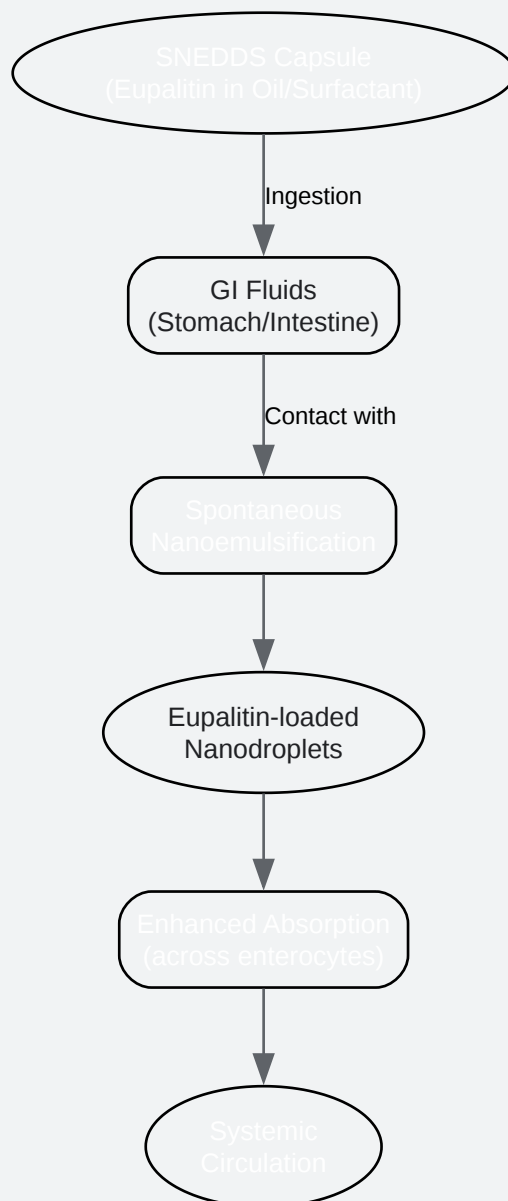 SNEDDS Capsule
(Eupalitin in Oil/Surfactant)
Ingestion
GI Fluids
(Stomach/Intestine)
Contact with
Spontaneous
Nanoemulsification
Eupalitin-loaded
Nanodroplets
Enhanced Absorption
(across enterocytes)
Systemic
Circulation